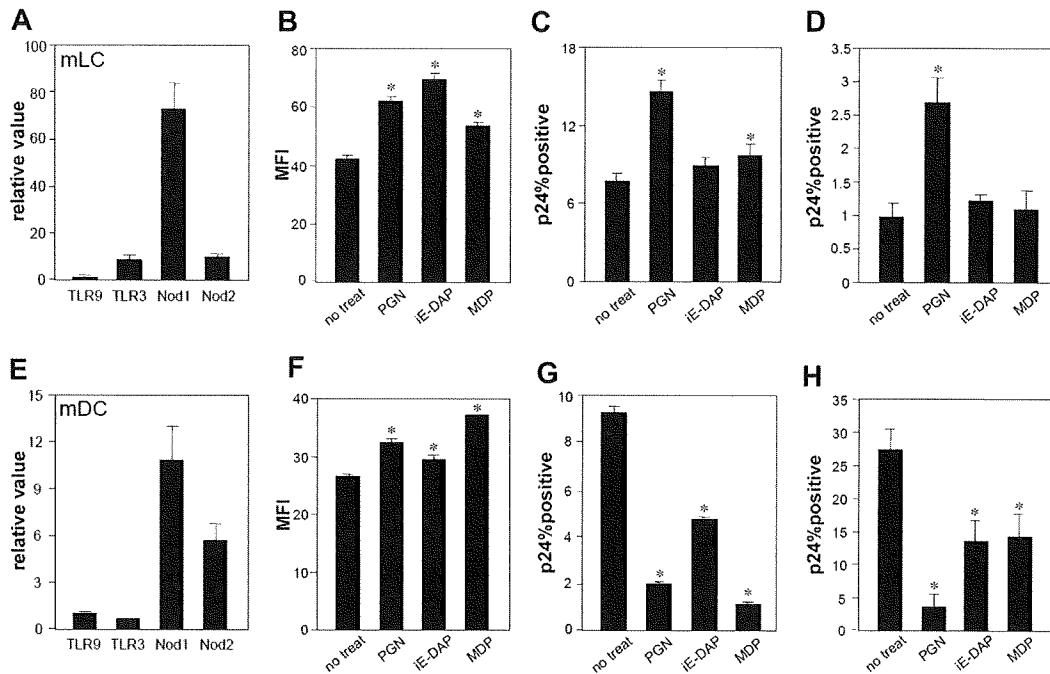 A
mLC
relative value
100
80
60
40
20
0
TLR9 TLR3 Nod1 Nod2
B
MFI
80
60
40
20
0
* * *
no treat PGN iE-DAP MDP
C
p24%positive
18
12
6
0
* *
no treat PGN iE-DAP MDP
D
p24%positive
3.5
3
2.5
2
1.5
1
0.5
0
*
no treat PGN iE-DAP MDP
E
mDC
relative value
15
12
9
6
3
0
TLR9 TLR3 Nod1 Nod2
F
MFI
40
30
20
10
0
* * *
no treat PGN iE-DAP MDP
G
p24%positive
10
8
6
4
2
0
* * *
no treat PGN iE-DAP MDP
H
p24%positive
35
30
25
20
15
10
5
0
* * *
no treat PGN iE-DAP MDP